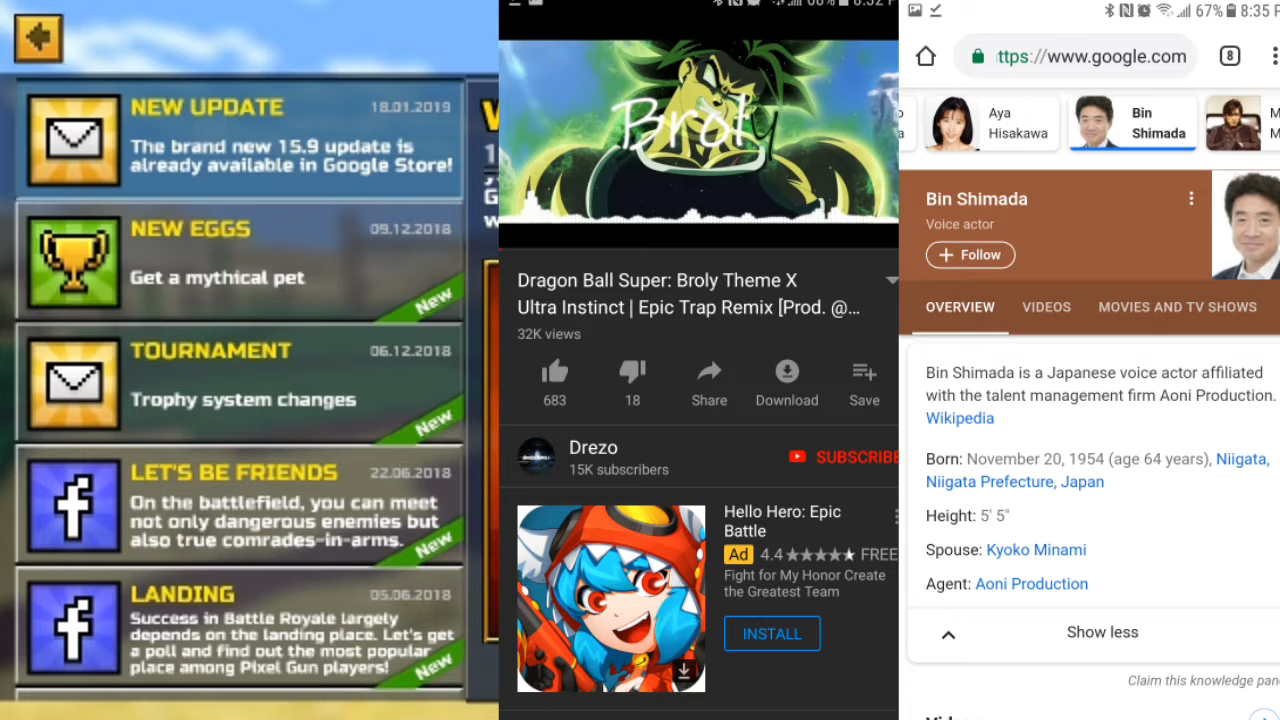 NEW UPDATE 18.01.2019
The brand new 15.9 update is
already available in Google Store!
NEW EGGS 09.12.2018
Get a mythical pet
New
TOURNAMENT 06.12.2018
Trophy system changes
New
LET'S BE FRIENDS 22.06.2018
On the battlefield, you can meet
not only dangerous enemies but
also true comrades-in-arms.
New
LANDING 05.06.2018
Success in Battle Royale largely
depends on the landing place. Let's get
a poll and find out the most popular
place among Pixel Gun players!
New
Broly
Dragon Ball Super: Broly Theme X
Ultra Instinct | Epic Trap Remix [Prod. @...
32K views
683 18 Share Download Save
Drezo
15K subscribers
SUBSCRIBE
Hello Hero: Epic
Battle
Ad 4.4 FREE
Fight for My Honor Create
the Greatest Team
INSTALL
67% 8:35 P
ttps://www.google.com 8
Aya
Hisakawa
Bin
Shimada
Bin Shimada
Voice actor
+ Follow
OVERVIEW VIDEOS MOVIES AND TV SHOWS
Bin Shimada is a Japanese voice actor affiliated
with the talent management firm Aoni Production.
Wikipedia
Born: November 20, 1954 (age 64 years), Niigata,
Niigata Prefecture, Japan
Height: 5' 5"
Spouse: Kyoko Minami
Agent: Aoni Production
Show less
Claim this knowledge pane